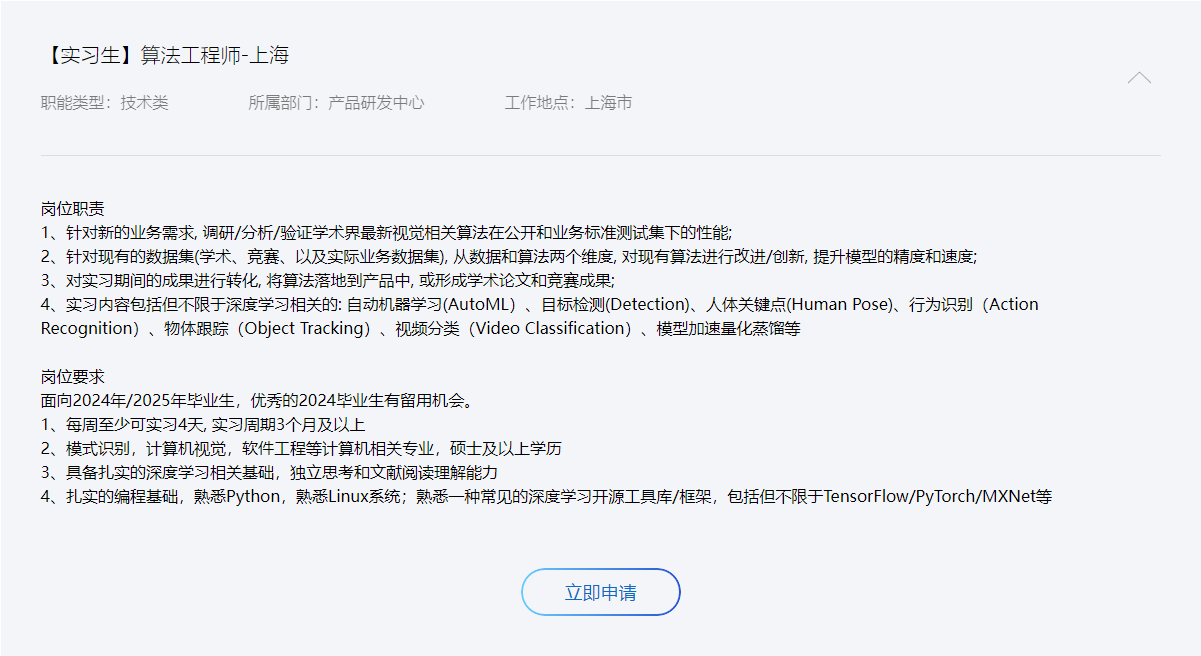 【实习生】算法工程师-上海
职能类型：技术类 所属部门：产品研发中心 工作地点：上海市
岗位职责
1、针对新的业务需求, 调研/分析/验证学术界最新视觉相关算法在公开和业务标准测试集下的性能;
2、针对现有的数据集(学术、竞赛、以及实际业务数据集), 从数据和算法两个维度, 对现有算法进行改进/创新, 提升模型的精度和速度;
3、对实习期间的成果进行转化, 将算法落地到产品中, 或形成学术论文和竞赛成果;
4、实习内容包括但不限于深度学习相关的: 自动机器学习(AutoML）、目标检测(Detection)、人体关键点(Human Pose)、行为识别（Action
Recognition）、物体跟踪（Object Tracking）、视频分类（Video Classification）、模型加速量化蒸馏等
岗位要求
面向2024年/2025年毕业生，优秀的2024毕业生有留用机会。
1、每周至少可实习4天, 实习周期3个月及以上
2、模式识别，计算机视觉，软件工程等计算机相关专业，硕士及以上学历
3、具备扎实的深度学习相关基础，独立思考和文献阅读理解能力
4、扎实的编程基础，熟悉Python，熟悉Linux系统；熟悉一种常见的深度学习开源工具库/框架，包括但不限于TensorFlow/PyTorch/MXNet等
立即申请